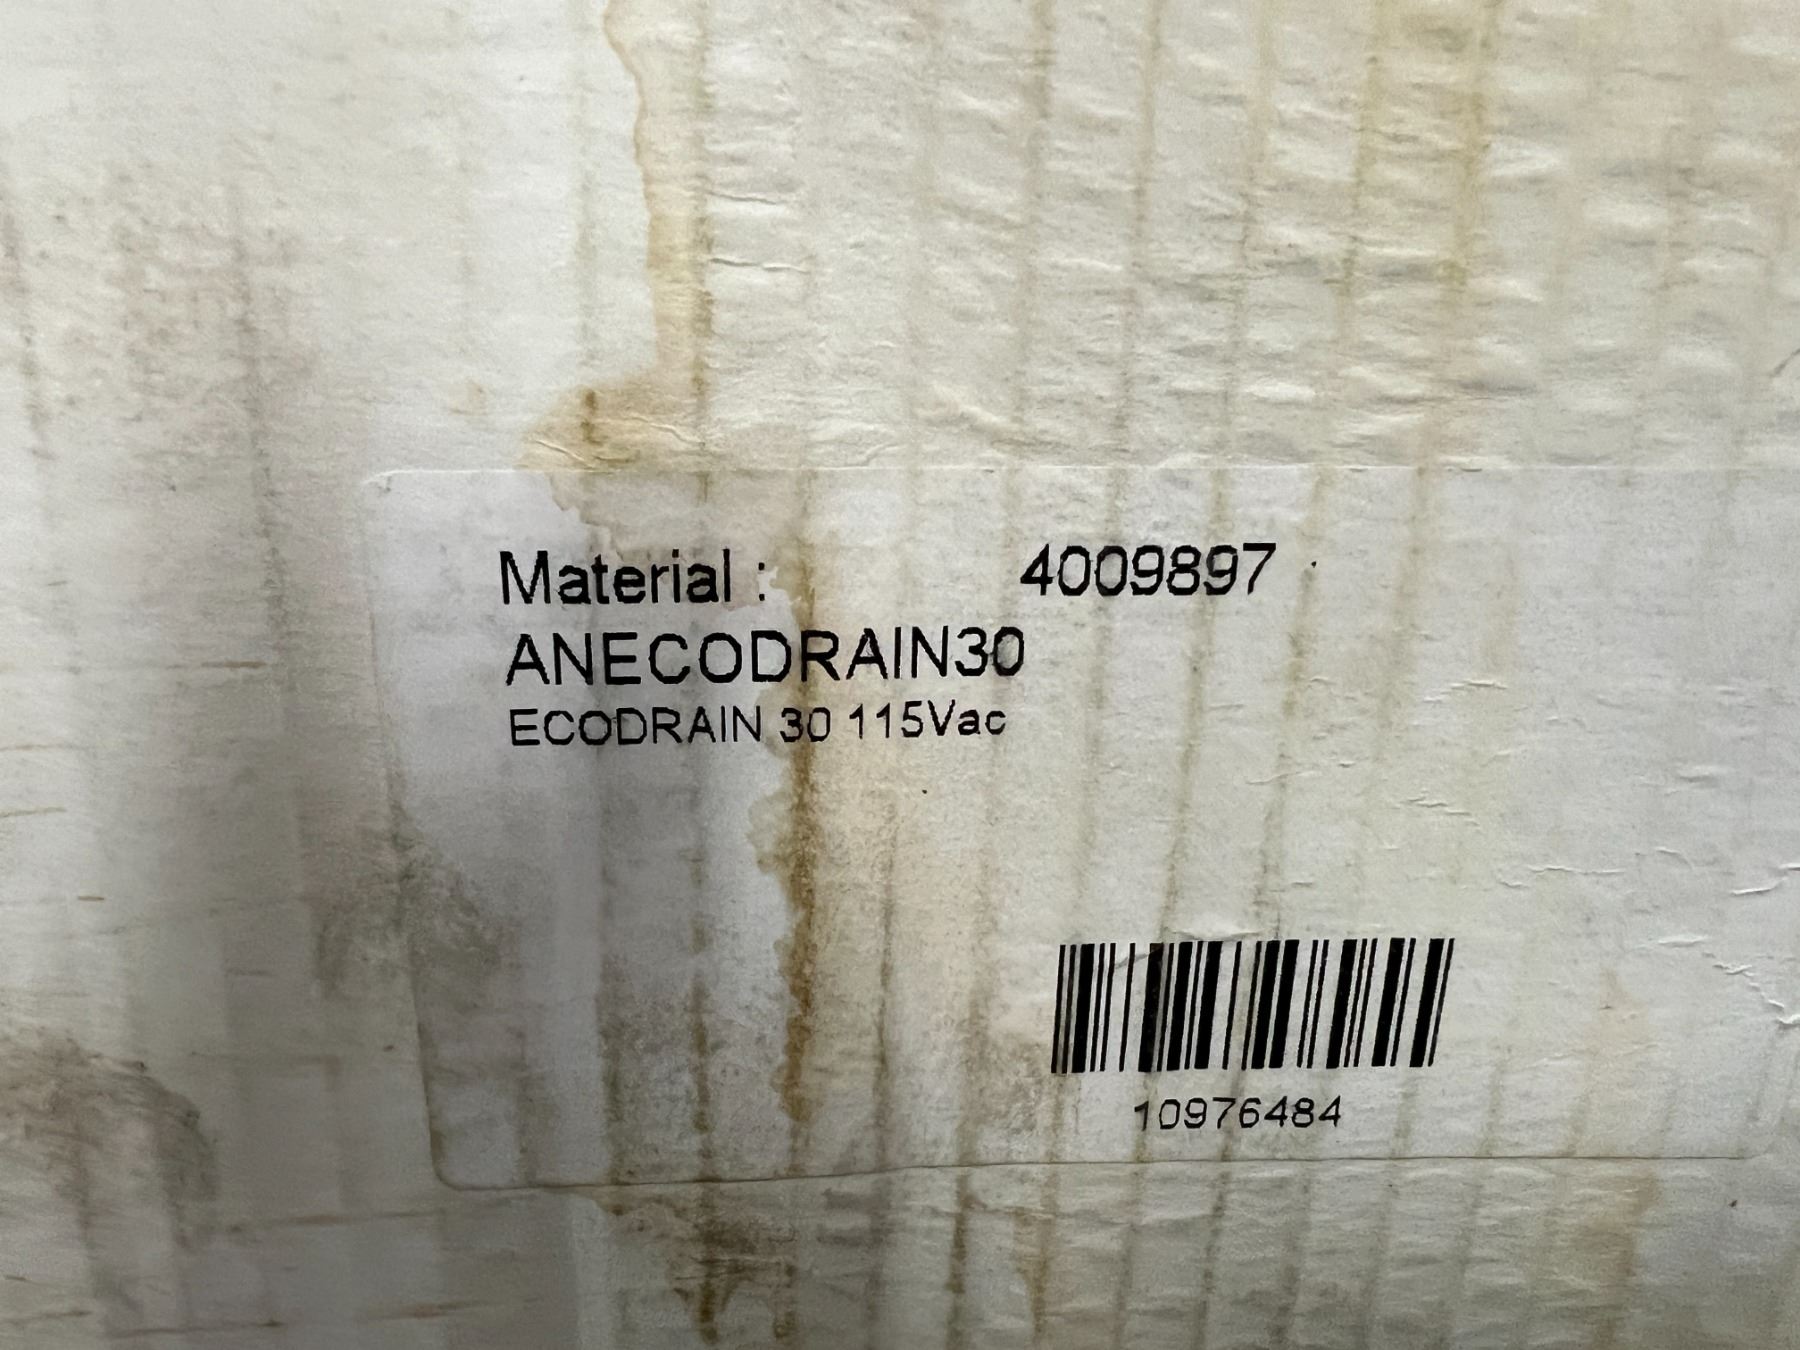 Material : 4009897
ANECODRAIN30
ECODRAIN 30 115Vac
10976484